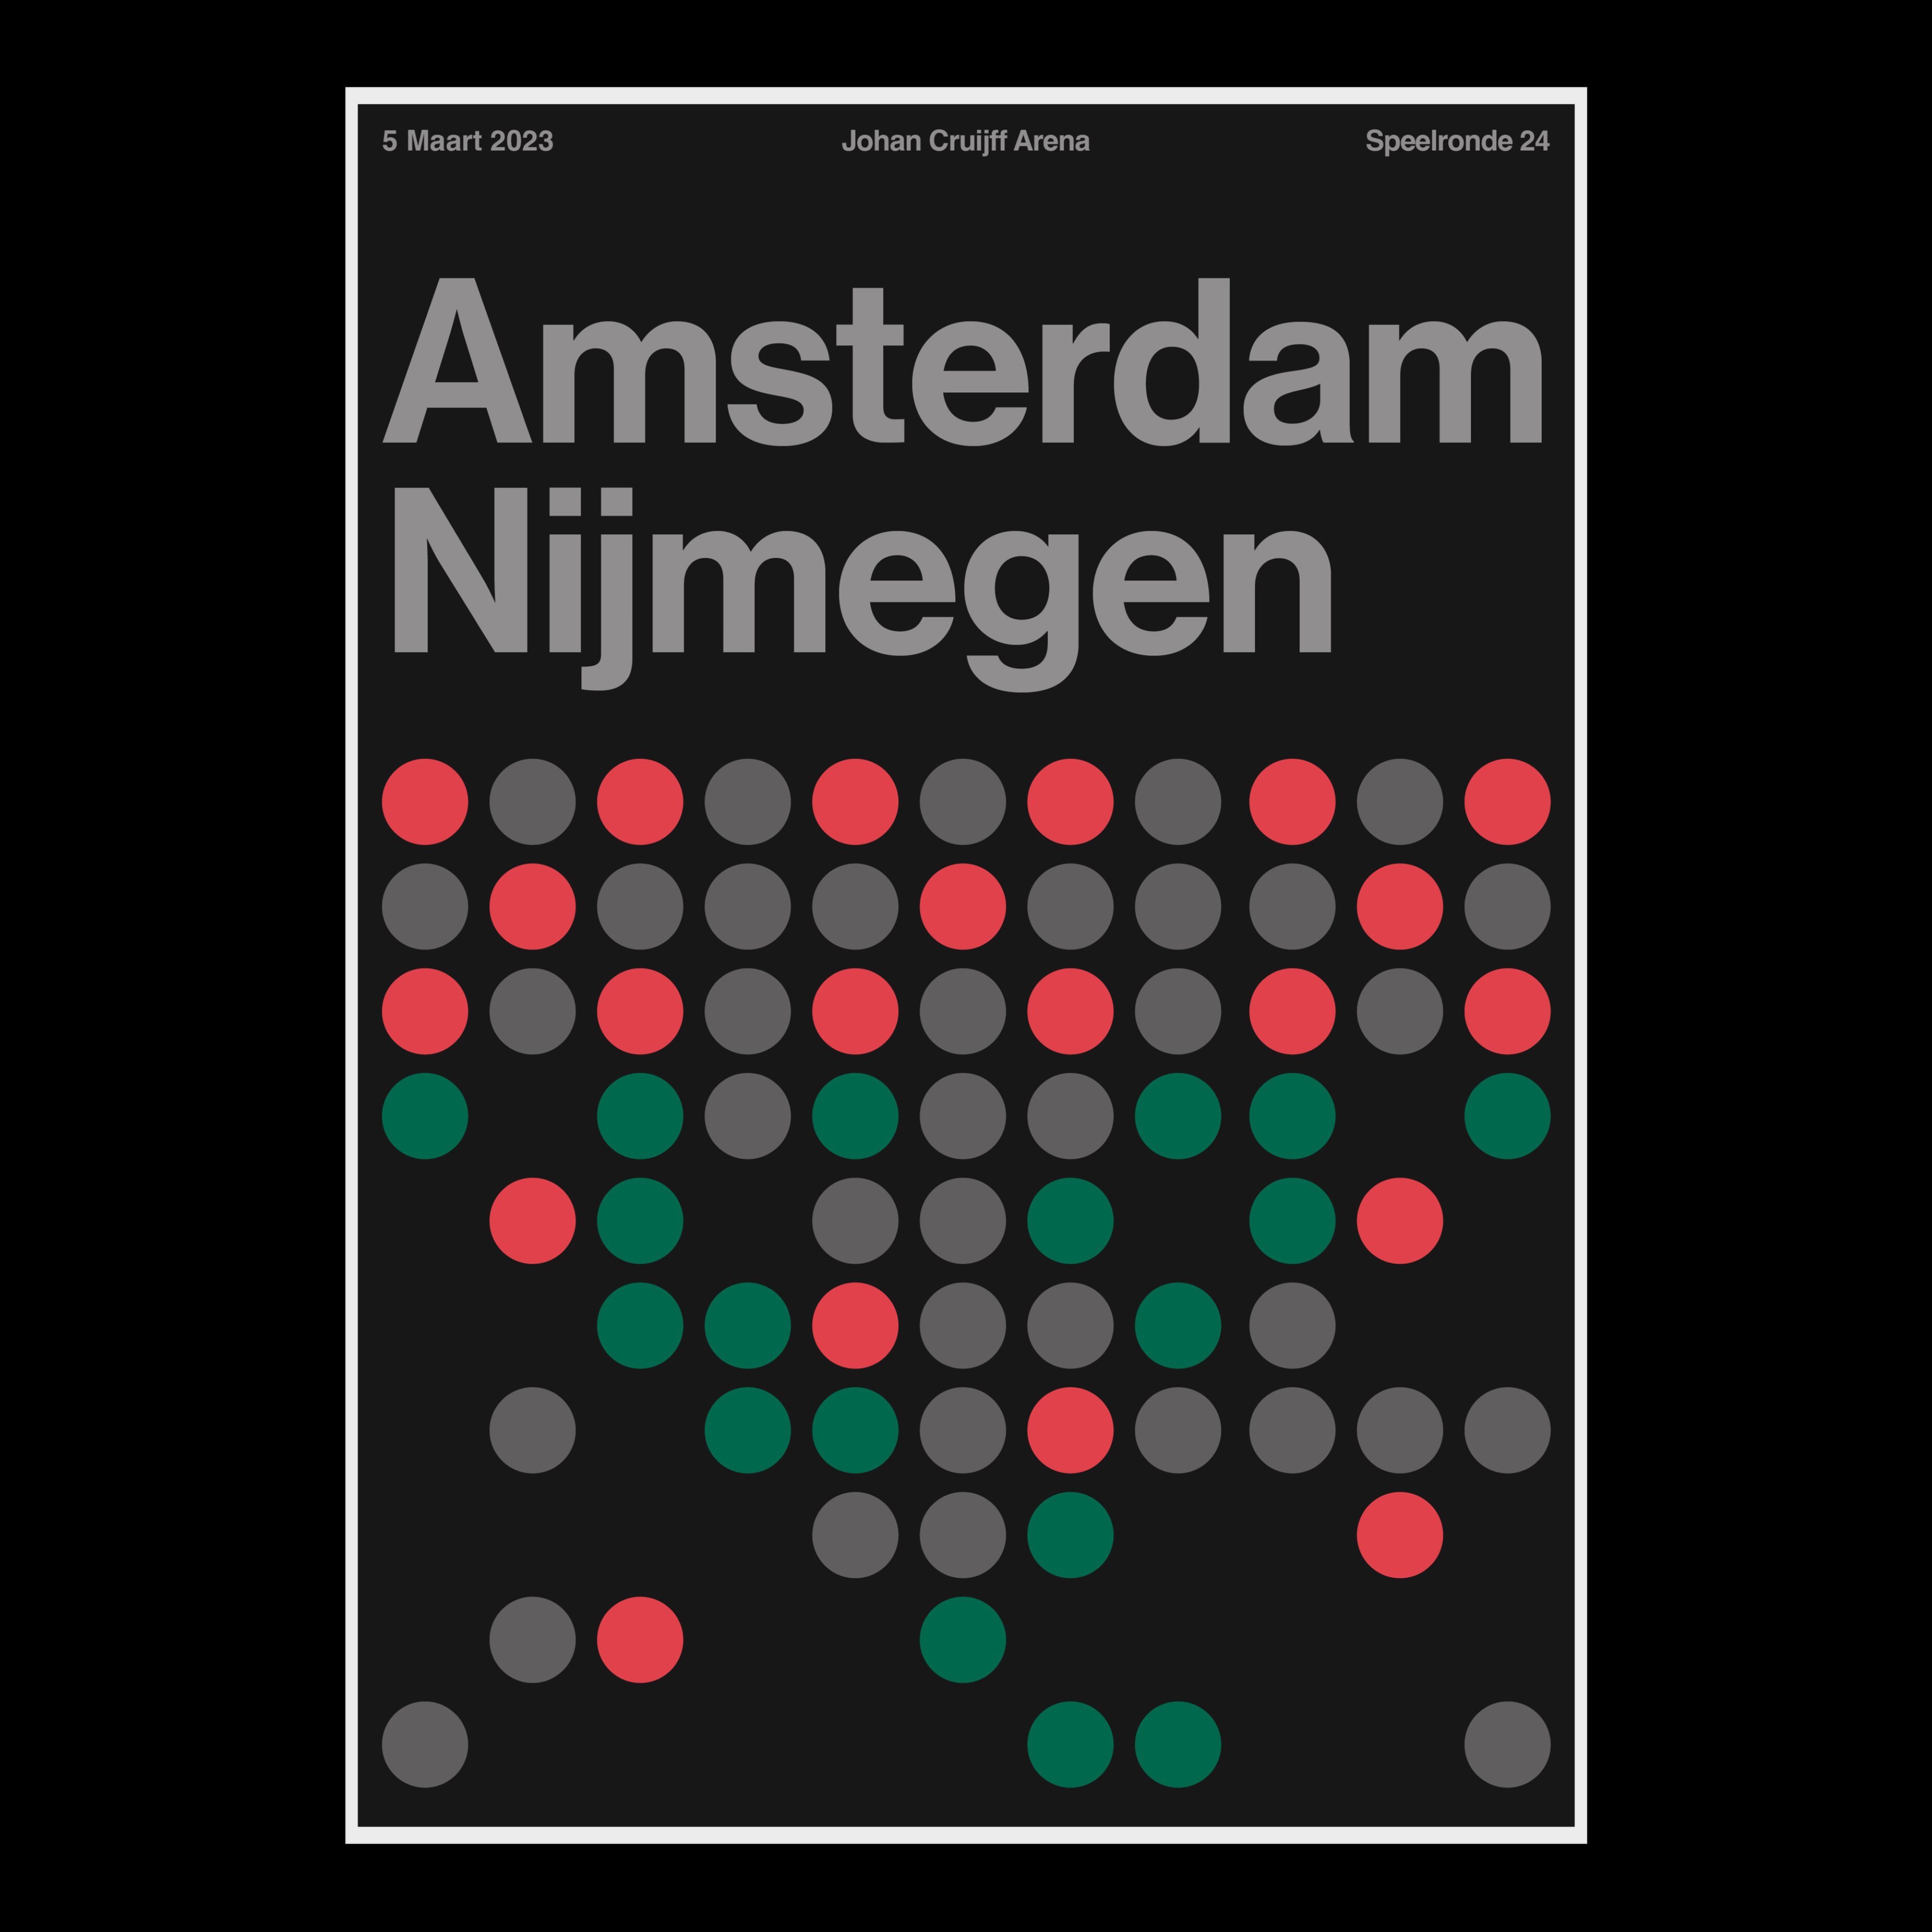 5 Maart 2023
Johan Cruijff Arena
Speelronde 24
Amsterdam
Nijmegen